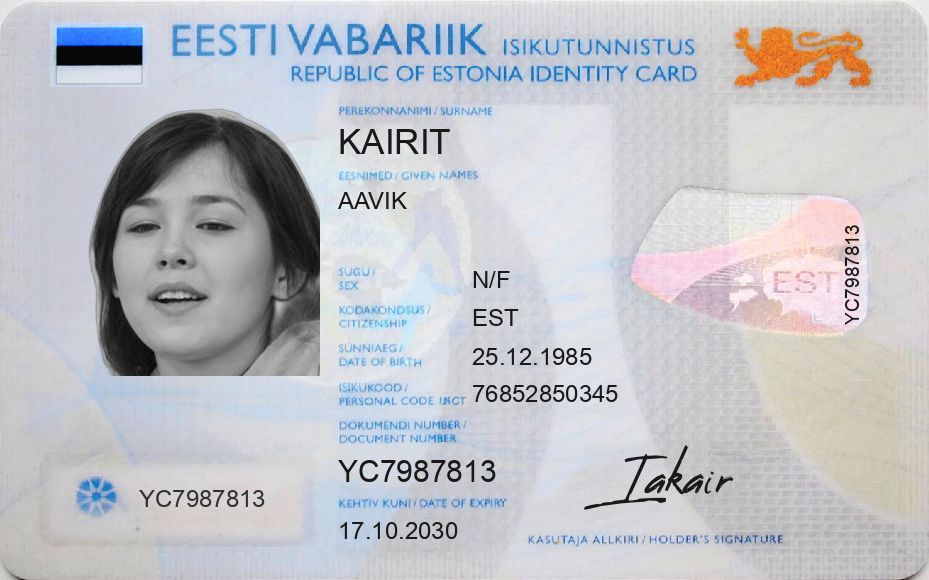 EESTI VABARIIK ISIKUTUNNISTUS
REPUBLIC OF ESTONIA IDENTITY CARD
PEREKONNANIMI / SURNAME
KAIRIT
EESNIMED / GIVEN NAMES
AAVIK
SUGU /
SEX
N/F
KODAKONDSUS /
CITIZENSHIP
EST
SÜNNIAEG /
DATE OF BIRTH
25.12.1985
ISIKUKOOD /
PERSONAL CODE
76852850345
DOKUMENDI NUMBER /
DOCUMENT NUMBER
YC7987813
KEHTIV KUNI / DATE OF EXPIRY
17.10.2030
YC7987813
EST
YC7987813
Iakair
KASUTAJA ALLKIRI / HOLDER'S SIGNATURE